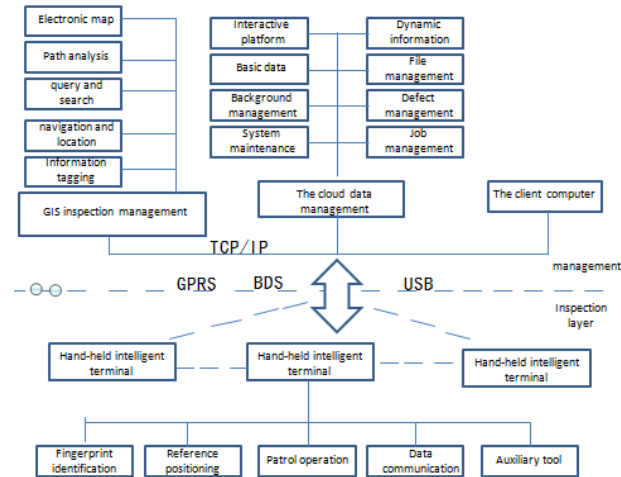 Electronic map
Path analysis
query and
search
navigation and
location
Information
tagging
GIS inspection management
Interactive
platform
Dynamic
information
Basic data
File
management
Background
management
Defect
management
System
maintenance
Job
management
The cloud data
management
The client computer
TCP/IP
management
GPRS
BDS
USB
Inspection
layer
Hand-held intelligent
terminal
Hand-held intelligent
terminal
Hand-held intelligent
terminal
Fingerprint
identification
Reference
positioning
Patrol operation
Data
communication
Auxiliary tool